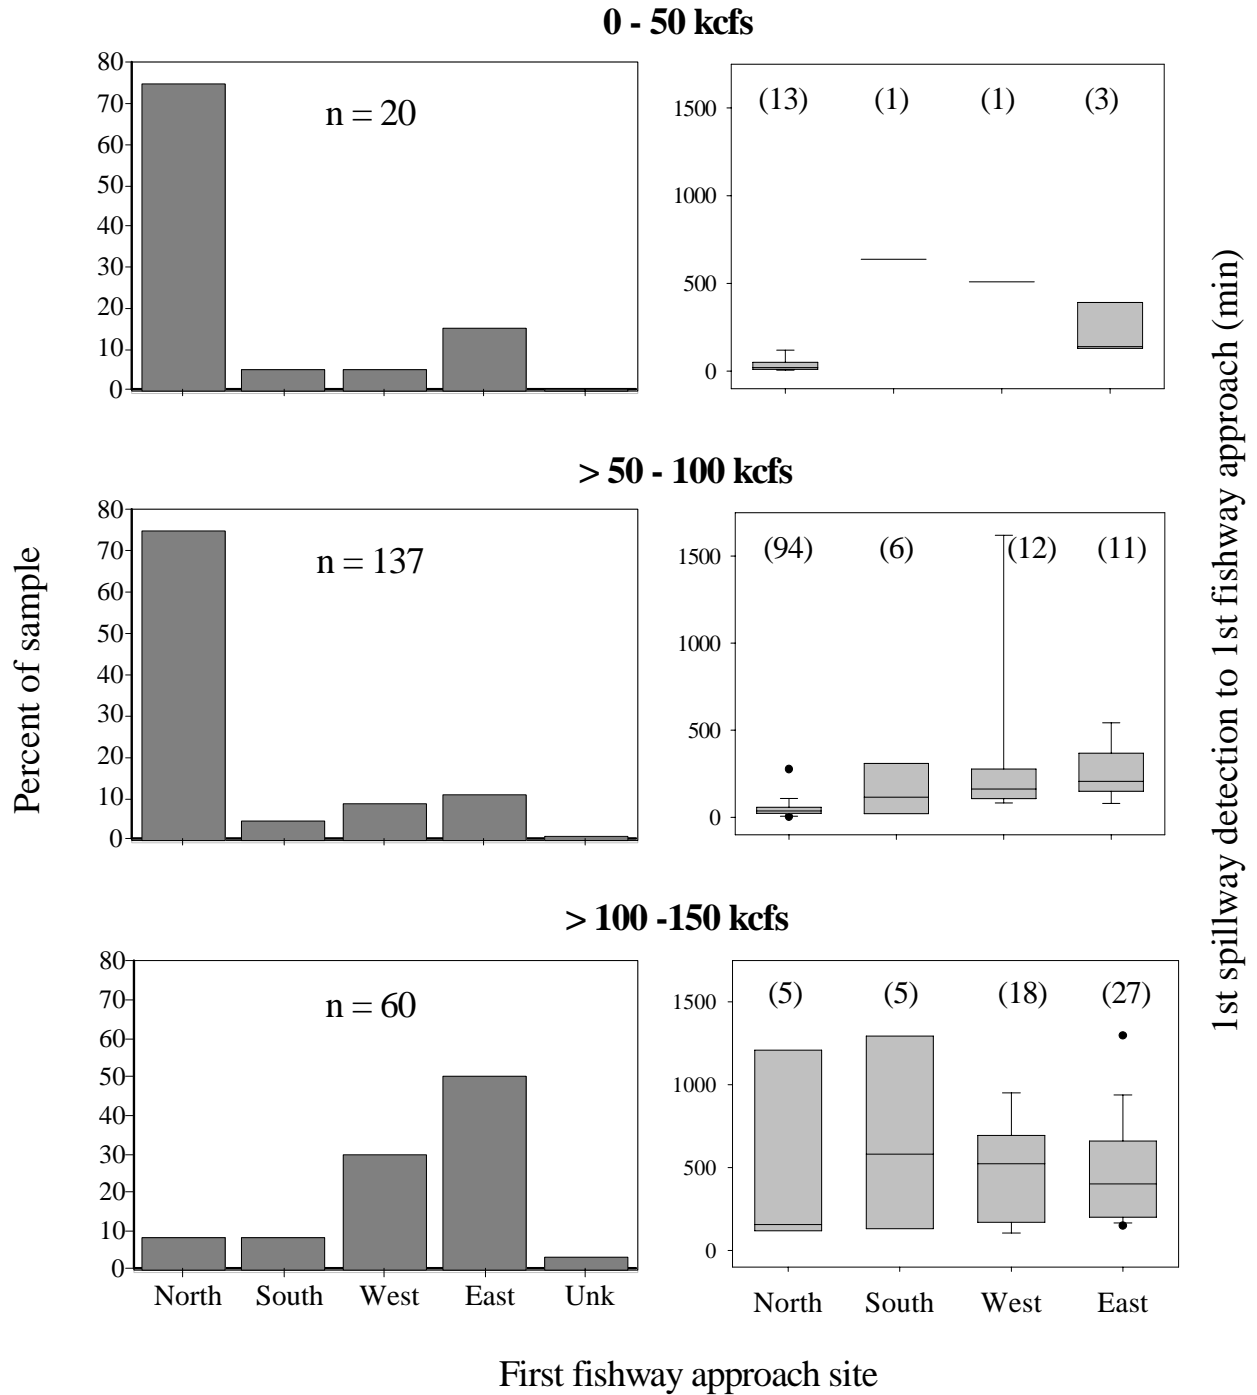 0 - 50 kcfs
80
70
60
50
40
30
20
10
0
n = 20
1500
1000
500
0
(13) (1) (1) (3)
> 50 - 100 kcfs
80
70
60
50
40
30
20
10
0
n = 137
1500
1000
500
0
(94) (6) (12) (11)
> 100 -150 kcfs
80
70
60
50
40
30
20
10
0
n = 60
North South West East Unk
1500
1000
500
0
(5) (5) (18) (27)
North South West East
Percent of sample
1st spillway detection to 1st fishway approach (min)
First fishway approach site